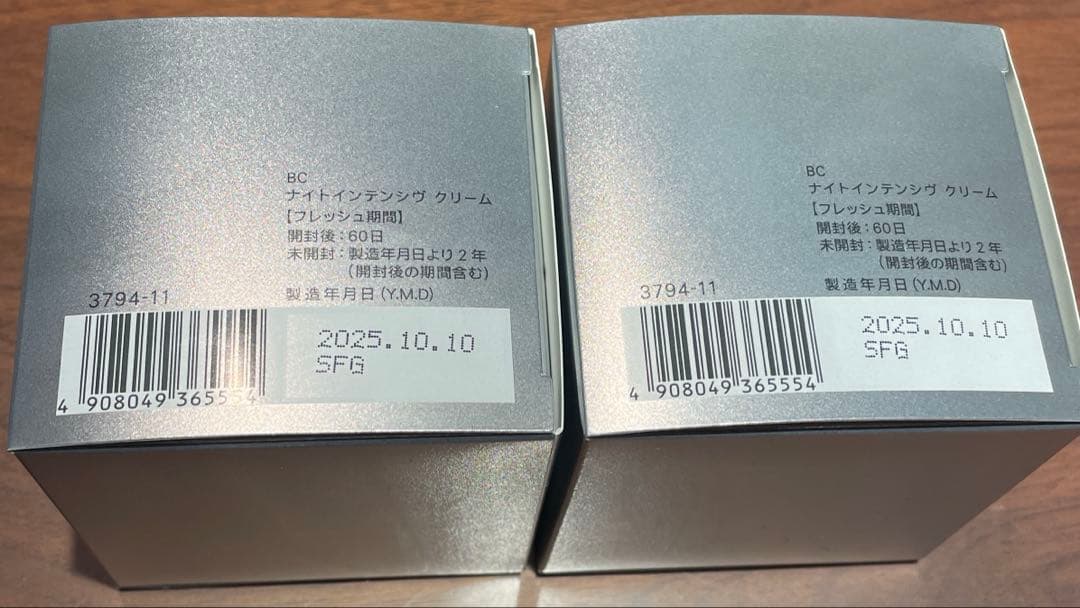 BC
ナイトインテンシヴ クリーム
【フレッシュ期間】
開封後：60日
未開封：製造年月日より2年
（開封後の期間含む）
3794-11
製造年月日（Y.M.D）
2025.10.10
SFG
4 908049 365554
BC
ナイトインテンシヴ クリーム
【フレッシュ期間】
開封後：60日
未開封：製造年月日より2年
（開封後の期間含む）
3794-11
製造年月日（Y.M.D）
2025.10.10
SFG
4 908049 365554